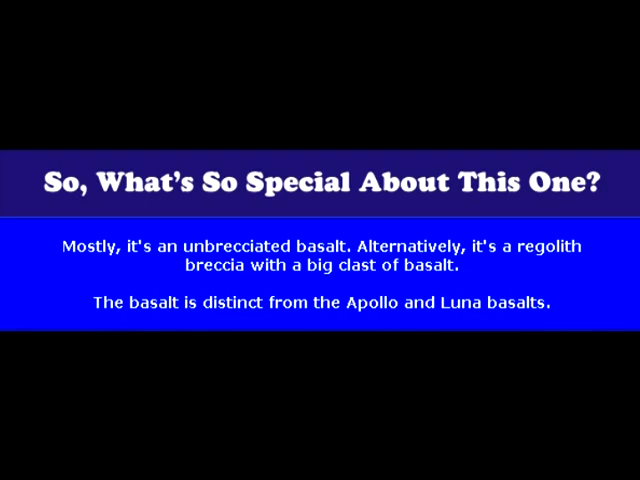 So, What's So Special About This One?
Mostly, it's an unbrecciated basalt. Alternatively, it's a regolith
breccia with a big clast of basalt.
The basalt is distinct from the Apollo and Luna basalts.